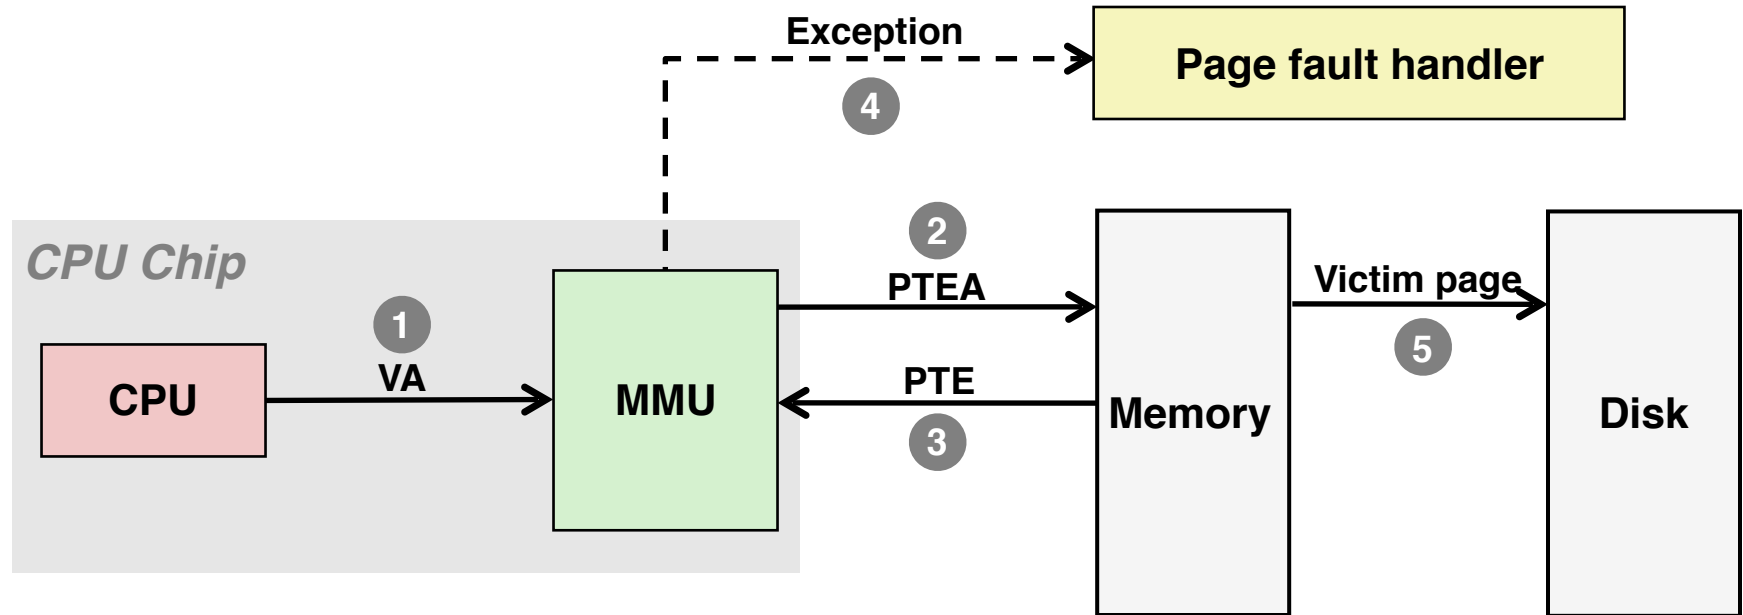 Exception
Page fault handler
4
CPU Chip
2
PTEA
Victim page
1
VA
5
CPU
MMU
PTE
Memory
Disk
3